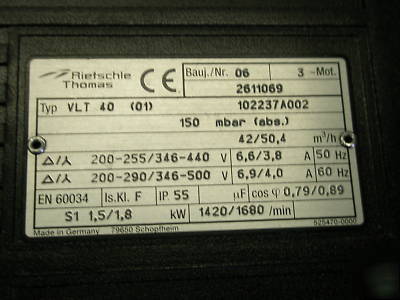 Rietschle
Thomas
CE
Bauj./Nr. 06 3 ~Mot.
2611069
Typ VLT 40 (01) 102237A002
150 mbar (abs.)
42/50,4 m³/h
Δ/⅄ 200-255/346-440 V 6,6/3,8 A 50 Hz
Δ/⅄ 200-290/346-500 V 6,9/4,0 A 60 Hz
EN 60034 Is.Kl. F IP 55 µF cos φ 0,79/0,89
S1 1,5/1,8 kW 1420/1680 /min
Made in Germany 79650 Schopfheim 525470-0000